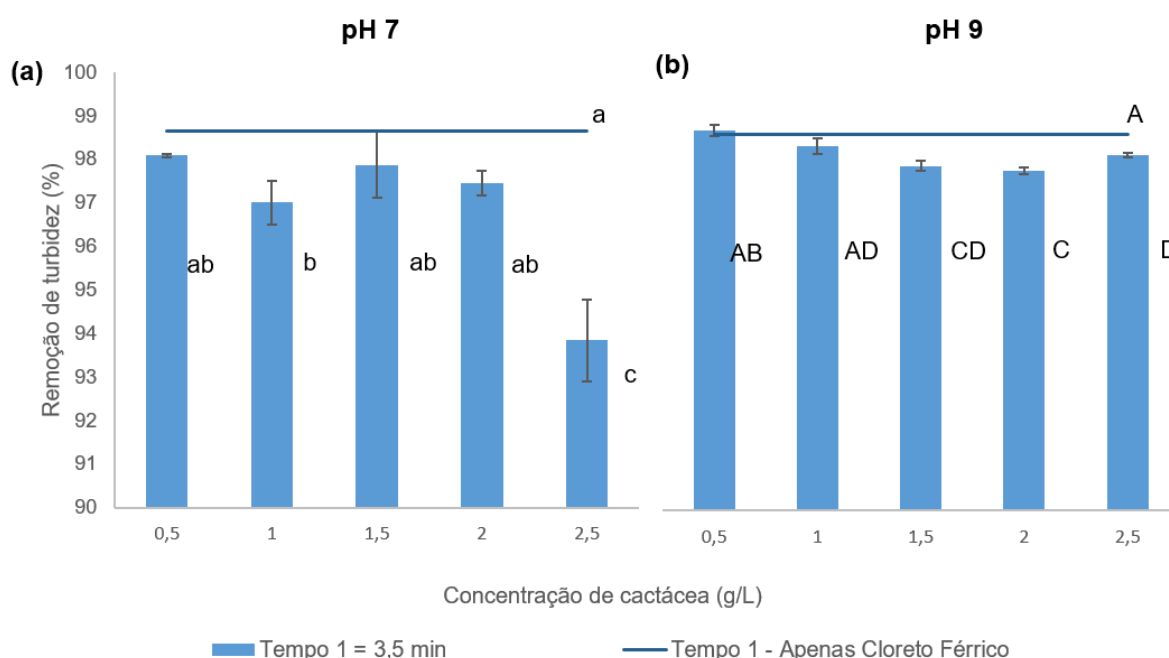 pH 7
pH 9
(a)
(b)
Remoção de turbidez (%)
100
99
98
97
96
95
94
93
92
91
90
a
ab
b
ab
ab
c
A
AB
AD
CD
C
D
0,5 1 1,5 2 2,5
0,5 1 1,5 2 2,5
Concentração de cactácea (g/L)
Tempo 1 = 3,5 min
Tempo 1 - Apenas Cloreto Férrico